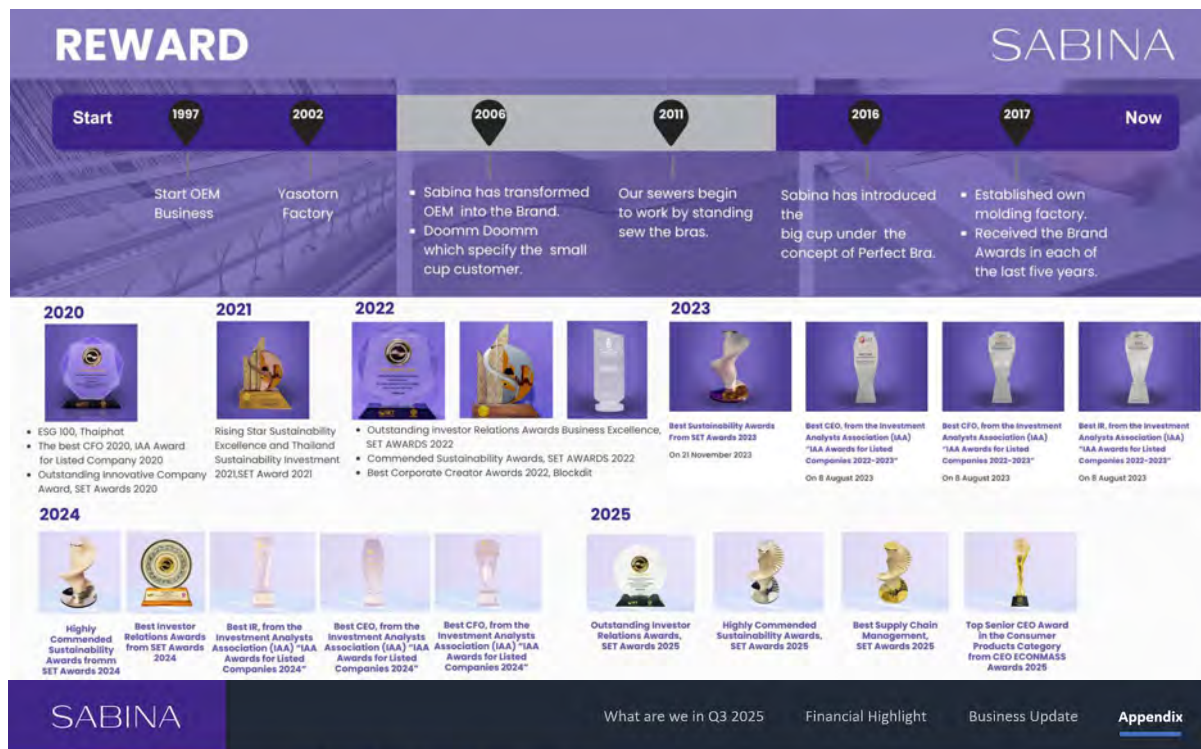 REWARD
SABINA
Start
1997
2002
2006
2011
2016
2017
Now
Start OEM
Business
Yasotorn
Factory
▪ Sabina has transformed
OEM into the Brand.
▪ Doomm Doomm
which specify the small
cup customer.
Our sewers begin
to work by standing
sew the bras.
Sabina has introduced
the
big cup under the
concept of Perfect Bra.
▪ Established own
molding factory.
▪ Received the Brand
Awards in each of
the last five years.
2020
• ESG 100, Thaiphat
• The best CFO 2020, IAA Award
for Listed Company 2020
• Outstanding Innovative Company
Award, SET Awards 2020
2021
Rising Star Sustainability
Excellence and Thailand
Sustainability Investment
2021,SET Award 2021
2022
• Outstanding Investor Relations Awards Business Excellence,
SET AWARDS 2022
• Commended Sustainability Awards, SET AWARDS 2022
• Best Corporate Creator Awards 2022, Blockdit
2023
Best Sustainability Awards
From SET Awards 2023
On 21 November 2023
Best CEO, from the Investment
Analysts Association (IAA)
"IAA Awards for Listed
Companies 2022-2023"
On 8 August 2023
Best CFO, from the Investment
Analysts Association (IAA)
"IAA Awards for Listed
Companies 2022-2023"
On 8 August 2023
Best IR, from the Investment
Analysts Association (IAA)
"IAA Awards for Listed
Companies 2022-2023"
On 8 August 2023
2024
Highly
Commended
Sustainability
Awards fromm
SET Awards 2024
Best Investor
Relations Awards
from SET Awards
2024
Best IR, from the
Investment Analysts
Association (IAA) "IAA
Awards for Listed
Companies 2024"
Best CEO, from the
Investment Analysts
Association (IAA) "IAA
Awards for Listed
Companies 2024"
Best CFO, from the
Investment Analysts
Association (IAA) "IAA
Awards for Listed
Companies 2024"
2025
Outstanding Investor
Relations Awards,
SET Awards 2025
Highly Commended
Sustainability Awards,
SET Awards 2025
Best Supply Chain
Management,
SET Awards 2025
Top Senior CEO Award
in the Consumer
Products Category
from CEO ECONMASS
Awards 2025
SABINA
What are we in Q3 2025
Financial Highlight
Business Update
Appendix